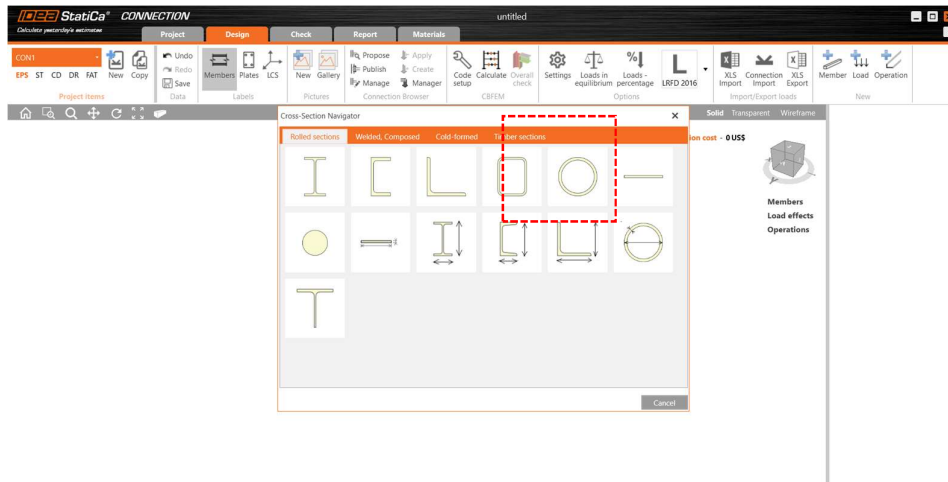 IDEA StatiCa® CONNECTION
Calculate yesterday's estimates
untitled
Project Design Check Report Materials
CON1
EPS ST CD DR FAT
New Copy
Project Items
Undo
Redo
Save
Data
Members Plates LCS
Labels
New Gallery
Pictures
Propose Apply
Publish Create
Manage Manager
Connection Browser
Code setup
Calculate
Overall check
CBFEM
Settings
Loads in equilibrium
Loads - percentage
Options
L
LRFD 2016
XLS Import
Connection Import
XLS Export
Import/Export loads
Member Load Operation
New
Cross-Section Navigator
Rolled sections Welded, Composed Cold-formed Timber sections
Cancel
Solid Transparent Wireframe
ion cost - 0 US$
Members
Load effects
Operations